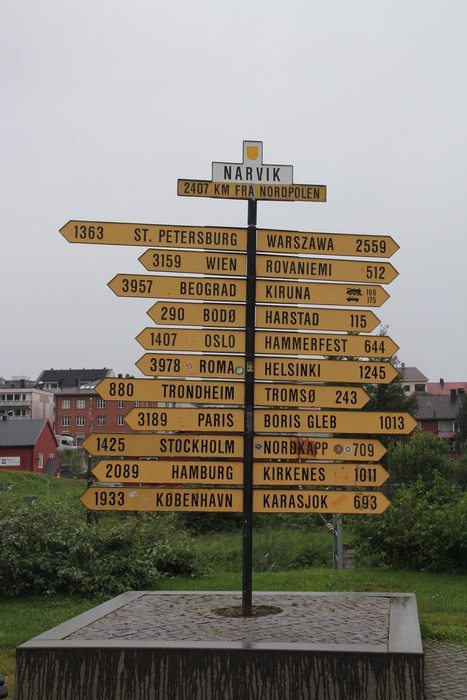 NARVIK
2407 KM FRA NORDPOLEN
1363 ST. PETERSBURG
WARSZAWA 2559
3159 WIEN
ROVANIEMI 512
3957 BEOGRAD
KIRUNA 169
175
290 BODØ
HARSTAD 115
1407 OSLO
HAMMERFEST 644
3978 ROMA
HELSINKI 1245
880 TRONDHEIM
TROMSØ 243
3189 PARIS
BORIS GLEB 1013
1425 STOCKHOLM
NORDKAPP 709
2089 HAMBURG
KIRKENES 1011
1933 KØBENHAVN
KARASJOK 693